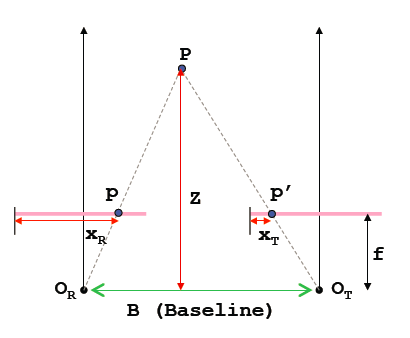 P
Z
p
p'
x_R
x_T
f
O_R
O_T
B (Baseline)